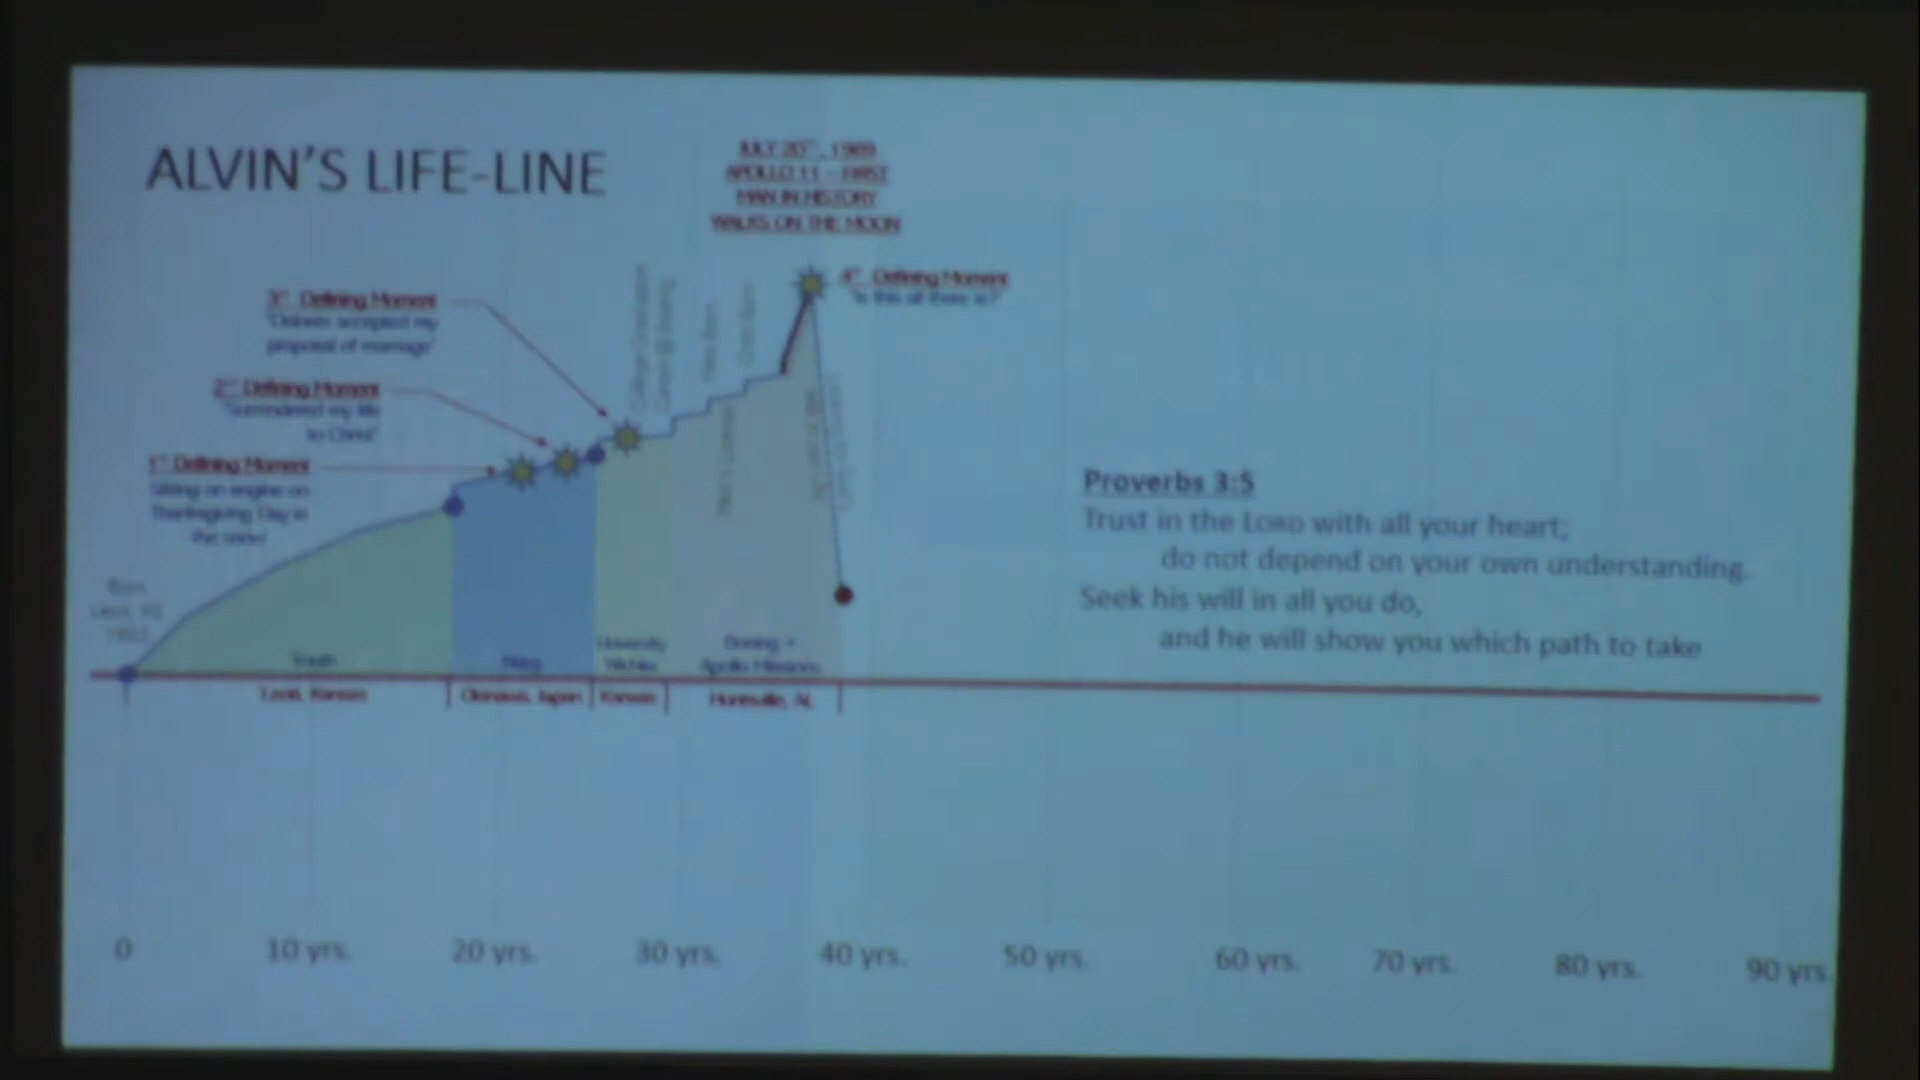 ALVIN'S LIFE-LINE
JULY 20TH, 1969
APOLLO 11 – FIRST
MAN IN HISTORY
WALKS ON THE MOON
4th Defining Moment
"Is this all there is?"
3rd Defining Moment
accepted my
proposal of marriage"
2nd Defining Moment
"Surrendered my life
to Christ"
1st Defining Moment
Sitting on engine on
Thanksgiving Day in
the snow
Born
College Graduation
Career @ Boeing
Proverbs 3:5
Trust in the LORD with all your heart;
do not depend on your own understanding.
Seek his will in all you do,
and he will show you which path to take
Youth
Navy
University
Wichita
Boeing –
Apollo Missions
Kansas
Okinawa, Japan
Kansas
Huntsville, AL
0
10 yrs.
20 yrs.
30 yrs.
40 yrs.
50 yrs.
60 yrs.
70 yrs.
80 yrs.
90 yrs.